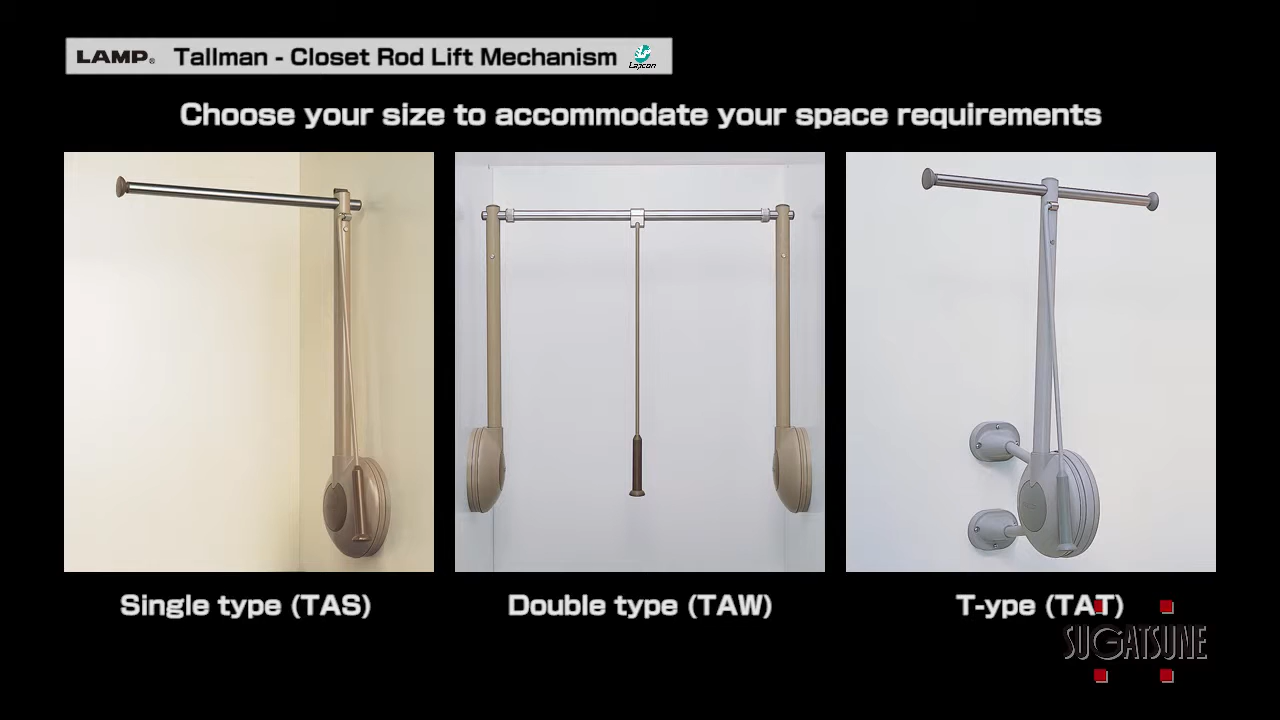 LAMP® Tallman - Closet Rod Lift Mechanism Lapcon
Choose your size to accommodate your space requirements
Single type (TAS)
Double type (TAW)
T-ype (TAT)
SUGATSUNE